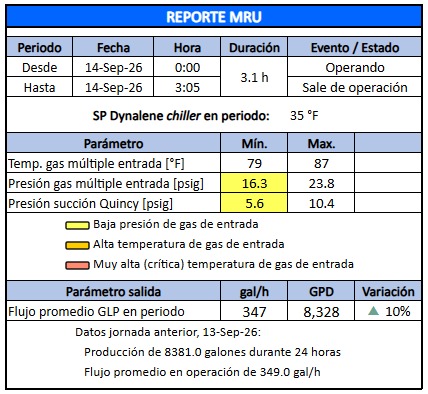 REPORTE MRU
Periodo Fecha Hora Duración Evento / Estado
Desde 14-Sep-26 0:00 3.1 h Operando
Hasta 14-Sep-26 3:05 Sale de operación
SP Dynalene chiller en periodo: 35 °F
Parámetro Mín. Max.
Temp. gas múltiple entrada [°F] 79 87
Presión gas múltiple entrada [psig] 16.3 23.8
Presión succión Quincy [psig] 5.6 10.4
Baja presión de gas de entrada
Alta temperatura de gas de entrada
Muy alta (crítica) temperatura de gas de entrada
Parámetro salida gal/h GPD Variación
Flujo promedio GLP en periodo 347 8,328 ▲ 10%
Datos jornada anterior, 13-Sep-26:
Producción de 8381.0 galones durante 24 horas
Flujo promedio en operación de 349.0 gal/h